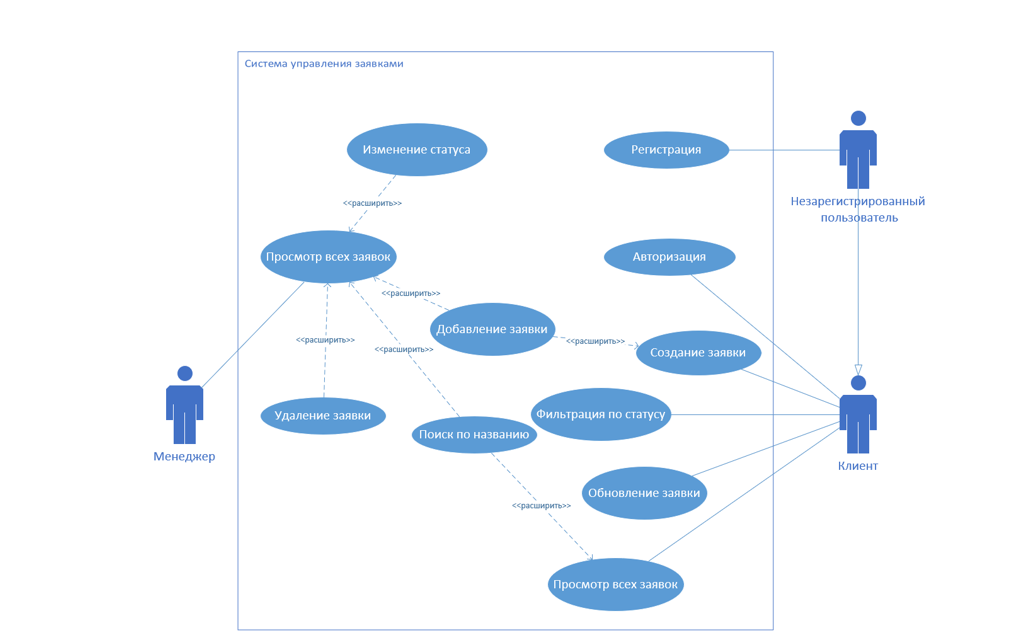 Система управления заявками
Изменение статуса
Регистрация
<<расширить>>
Незарегистрированный
пользователь
Просмотр всех заявок
Авторизация
<<расширить>>
Добавление заявки
<<расширить>>
<<расширить>>
<<расширить>>
Создание заявки
Удаление заявки
Фильтрация по статусу
Поиск по названию
Менеджер
Клиент
Обновление заявки
<<расширить>>
Просмотр всех заявок